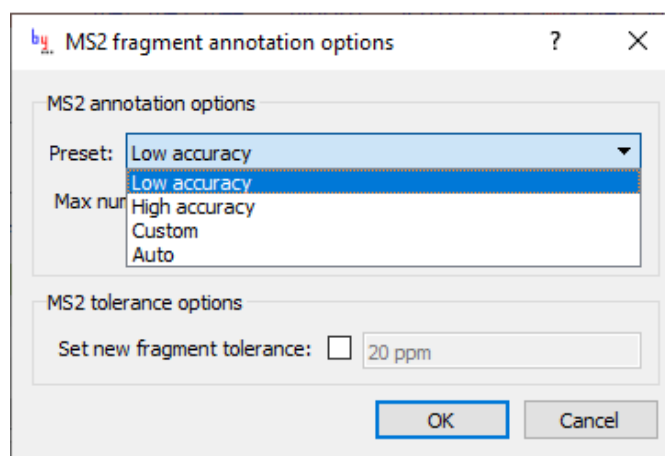 by MS2 fragment annotation options ?
MS2 annotation options
Preset: Low accuracy
Low accuracy
Max High accuracy
Custom
Auto
MS2 tolerance options
Set new fragment tolerance: 20 ppm
OK Cancel